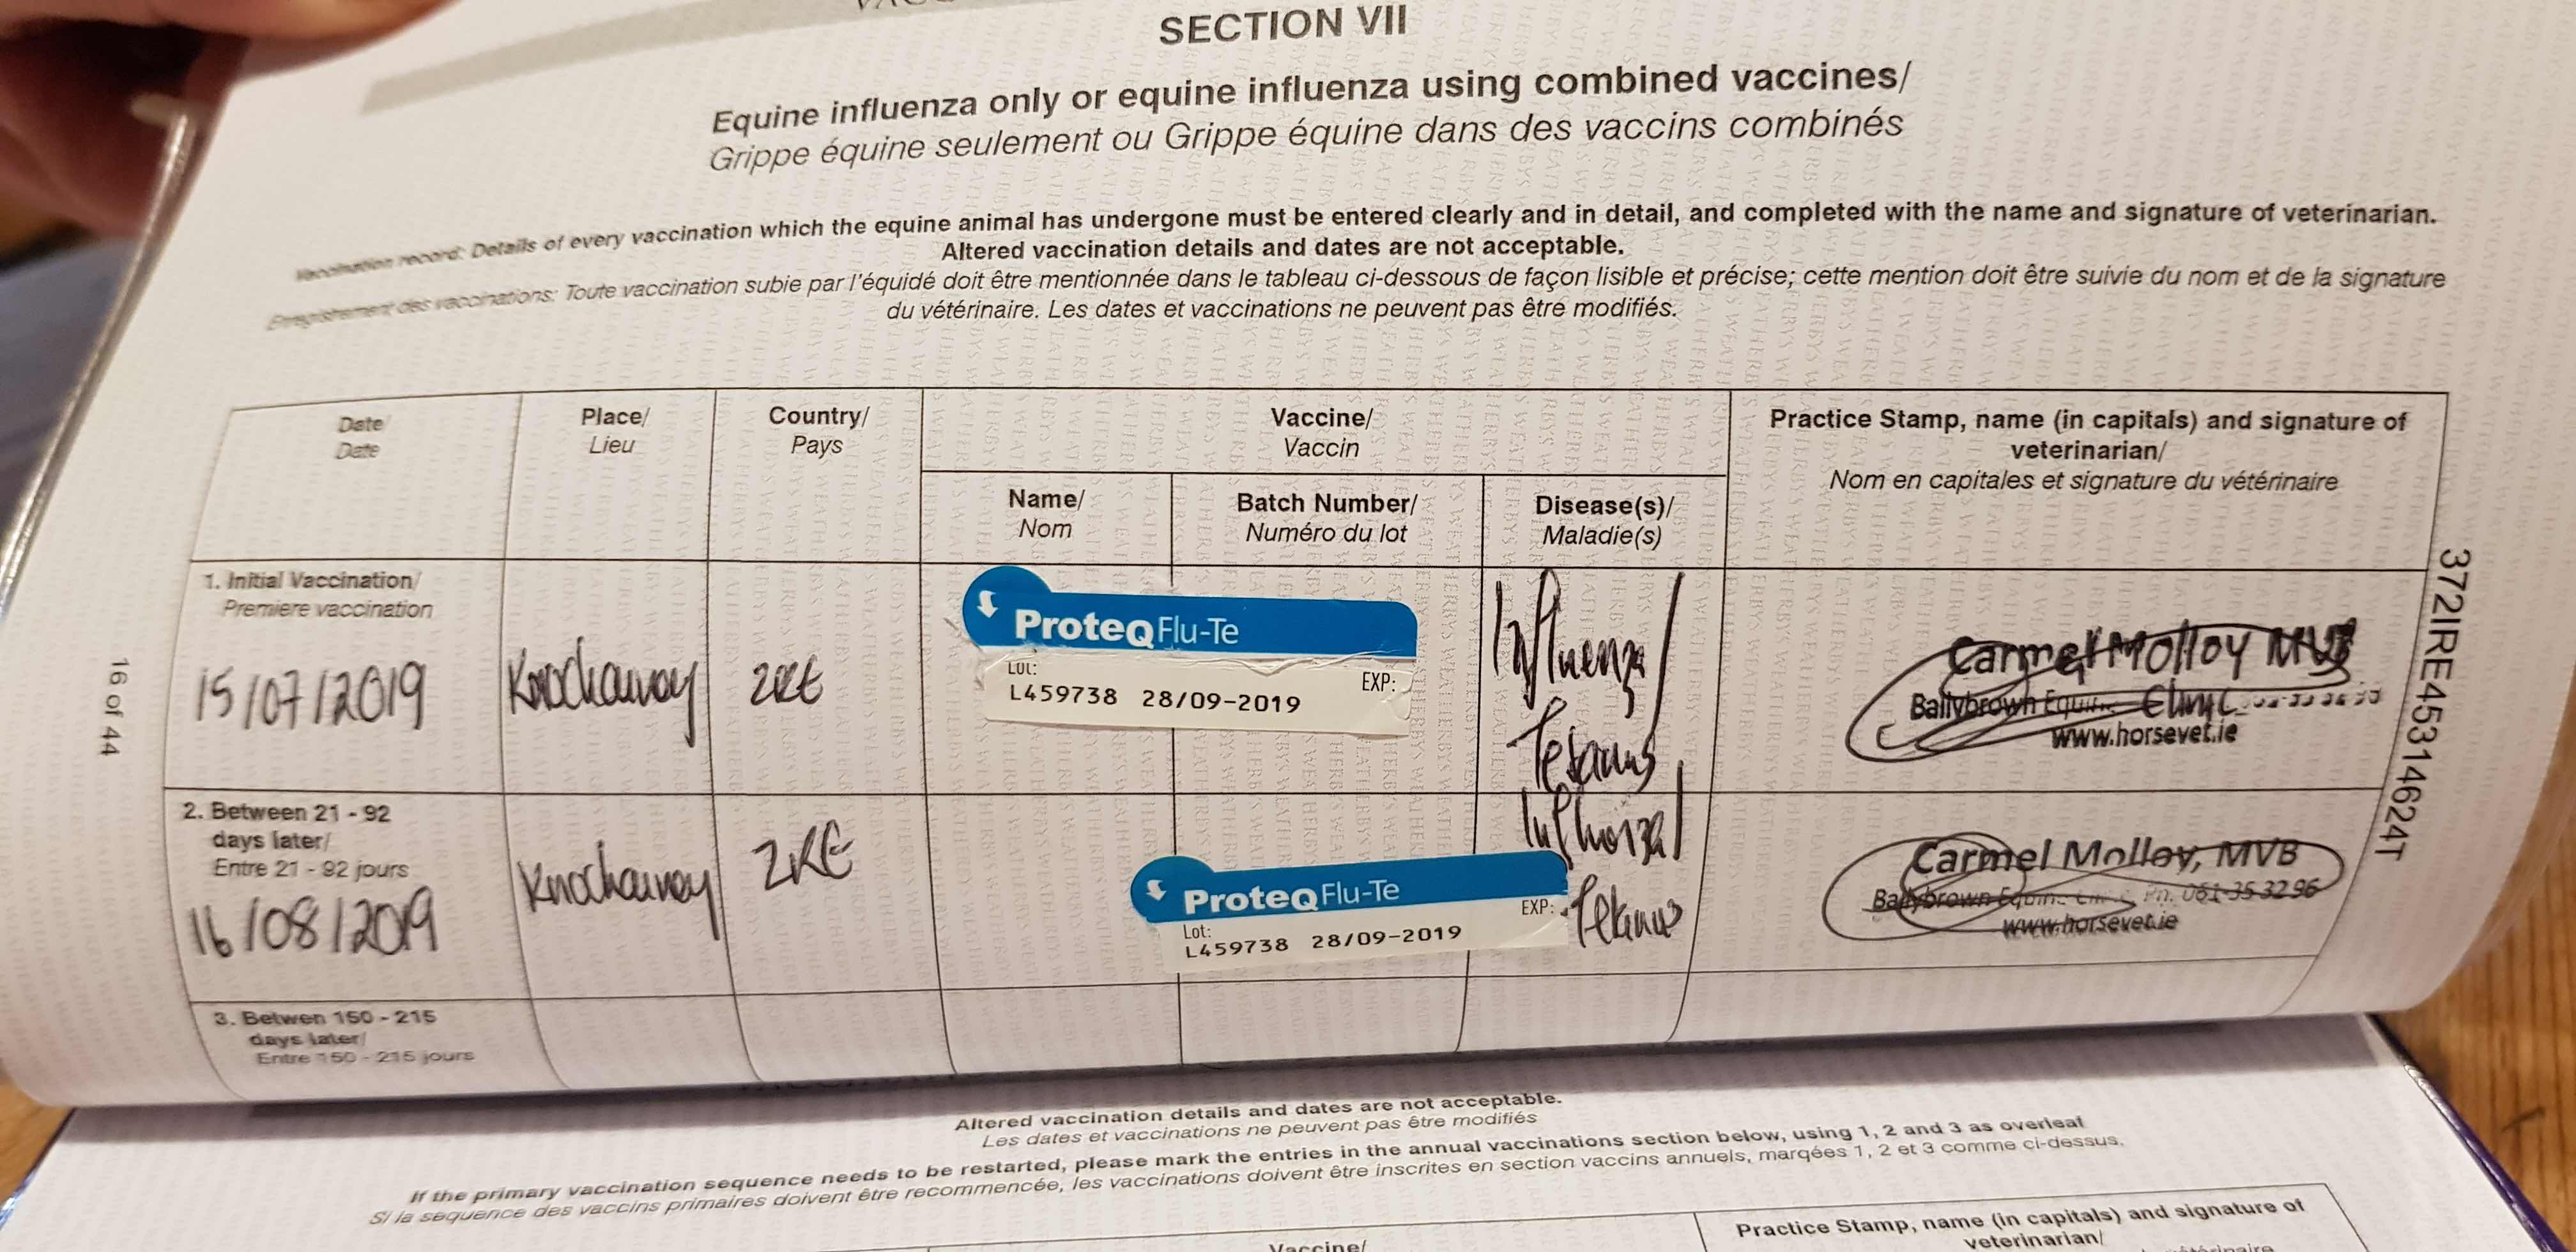 SECTION VII
Equine influenza only or equine influenza using combined vaccines/
Grippe équine seulement ou Grippe équine dans des vaccins combinés
Vaccination record: Details of every vaccination which the equine animal has undergone must be entered clearly and in detail, and completed with the name and signature of veterinarian.
Altered vaccination details and dates are not acceptable.
Enregistrement des vaccinations: Toute vaccination subie par l'équidé doit être mentionnée dans le tableau ci-dessous de façon lisible et précise; cette mention doit être suivie du nom et de la signature
du vétérinaire. Les dates et vaccinations ne peuvent pas être modifiés.
Date/
Date
Place/
Lieu
Country/
Pays
Vaccine/
Vaccin
Name/
Nom
Batch Number/
Numéro du lot
Disease(s)/
Maladie(s)
Practice Stamp, name (in capitals) and signature of
veterinarian/
Nom en capitales et signature du vétérinaire
1. Initial Vaccination/
Premiere vaccination
15/07/2019
Knockainey
IRE
ProteqFlu-Te
LOt:
EXP:
L459738 28/09-2019
Influenza/
Tetanus
Carmel Molloy MVB
Ballybrown Equine Clinic
www.horsevet.ie
2. Between 21 - 92
days later/
Entre 21 - 92 jours
16/08/2019
Knockainey
IRE
ProteqFlu-Te
Lot:
EXP:
L459738 28/09-2019
Influenza/
Tetanus
Carmel Molloy, MVB
Ballybrown Equine Clinic Ph. 061-353296
www.horsevet.ie
3. Betwen 150 - 215
days later/
Entre 150 - 215 jours
16 of 44
372IRE45314624T
Altered vaccination details and dates are not acceptable.
Les dates et vaccinations ne peuvent pas être modifiés
If the primary vaccination sequence needs to be restarted, please mark the entries in the annual vaccinations section below, using 1, 2 and 3 as overleaf
Si la sequence des vaccins primaires doivent être recommencée, les vaccinations doivent être inscrites en section vaccins annuels, marqées 1, 2 et 3 comme ci-dessus.
Vaccine/
Practice Stamp, name (in capitals) and signature of
veterinarian/